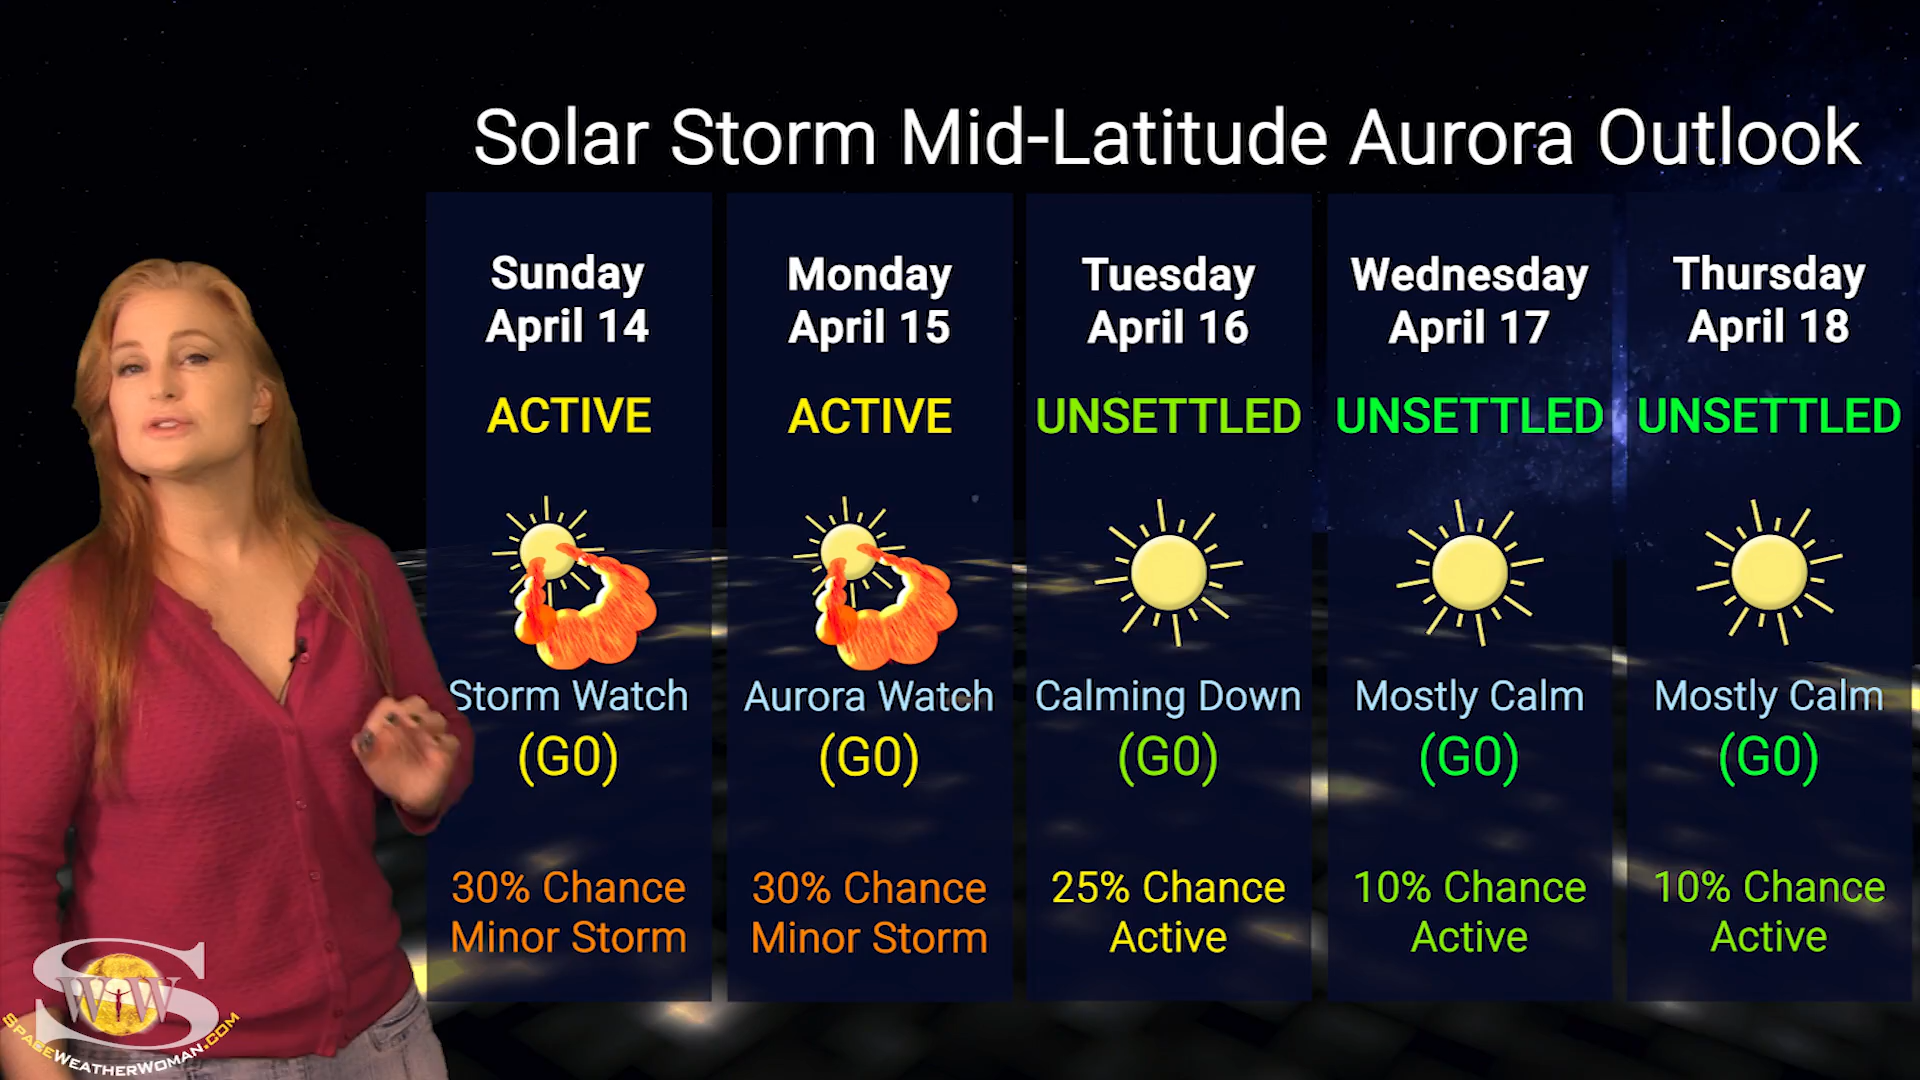 Solar Storm Mid-Latitude Aurora Outlook
Sunday
April 14
ACTIVE
Storm Watch
(G0)
30% Chance
Minor Storm
Monday
April 15
ACTIVE
Aurora Watch
(G0)
30% Chance
Minor Storm
Tuesday
April 16
UNSETTLED
Calming Down
(G0)
25% Chance
Active
Wednesday
April 17
UNSETTLED
Mostly Calm
(G0)
10% Chance
Active
Thursday
April 18
UNSETTLED
Mostly Calm
(G0)
10% Chance
Active
SWW
SPACEWEATHERWOMAN.COM